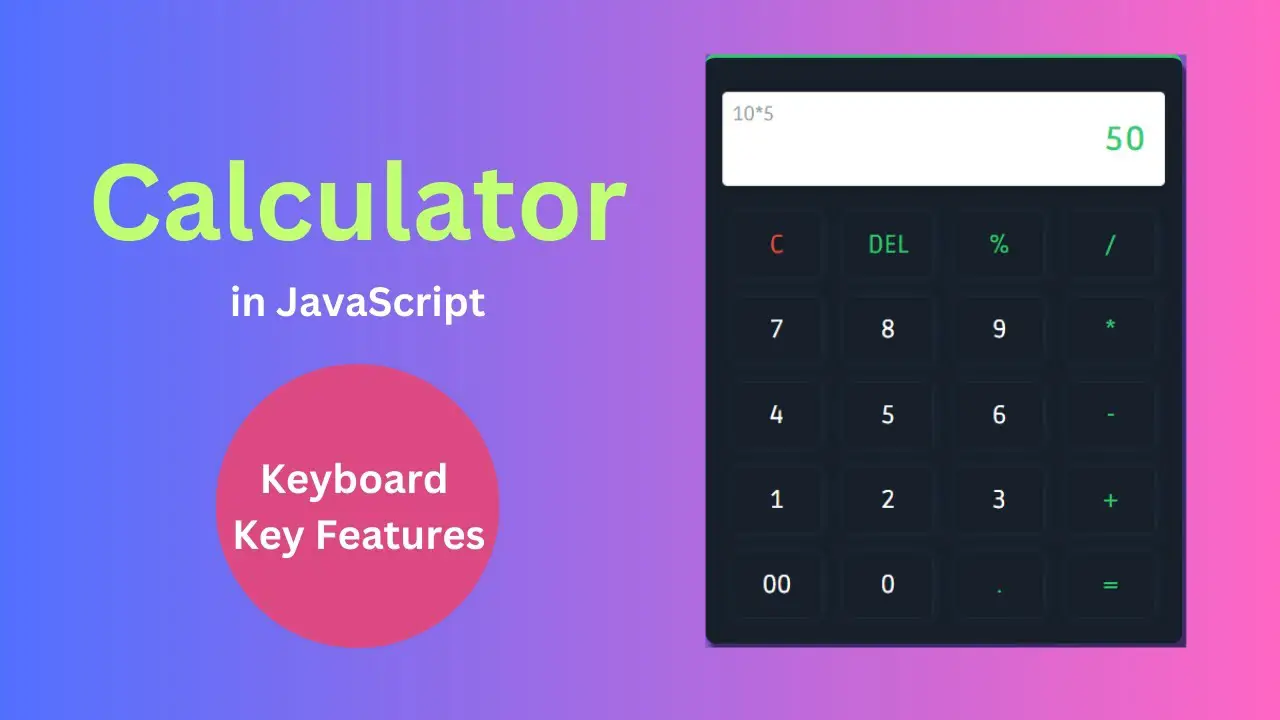 Calculator
in JavaScript
Keyboard
Key Features
10*5
50
C DEL % /
7 8 9 *
4 5 6 -
1 2 3 +
00 0 . =